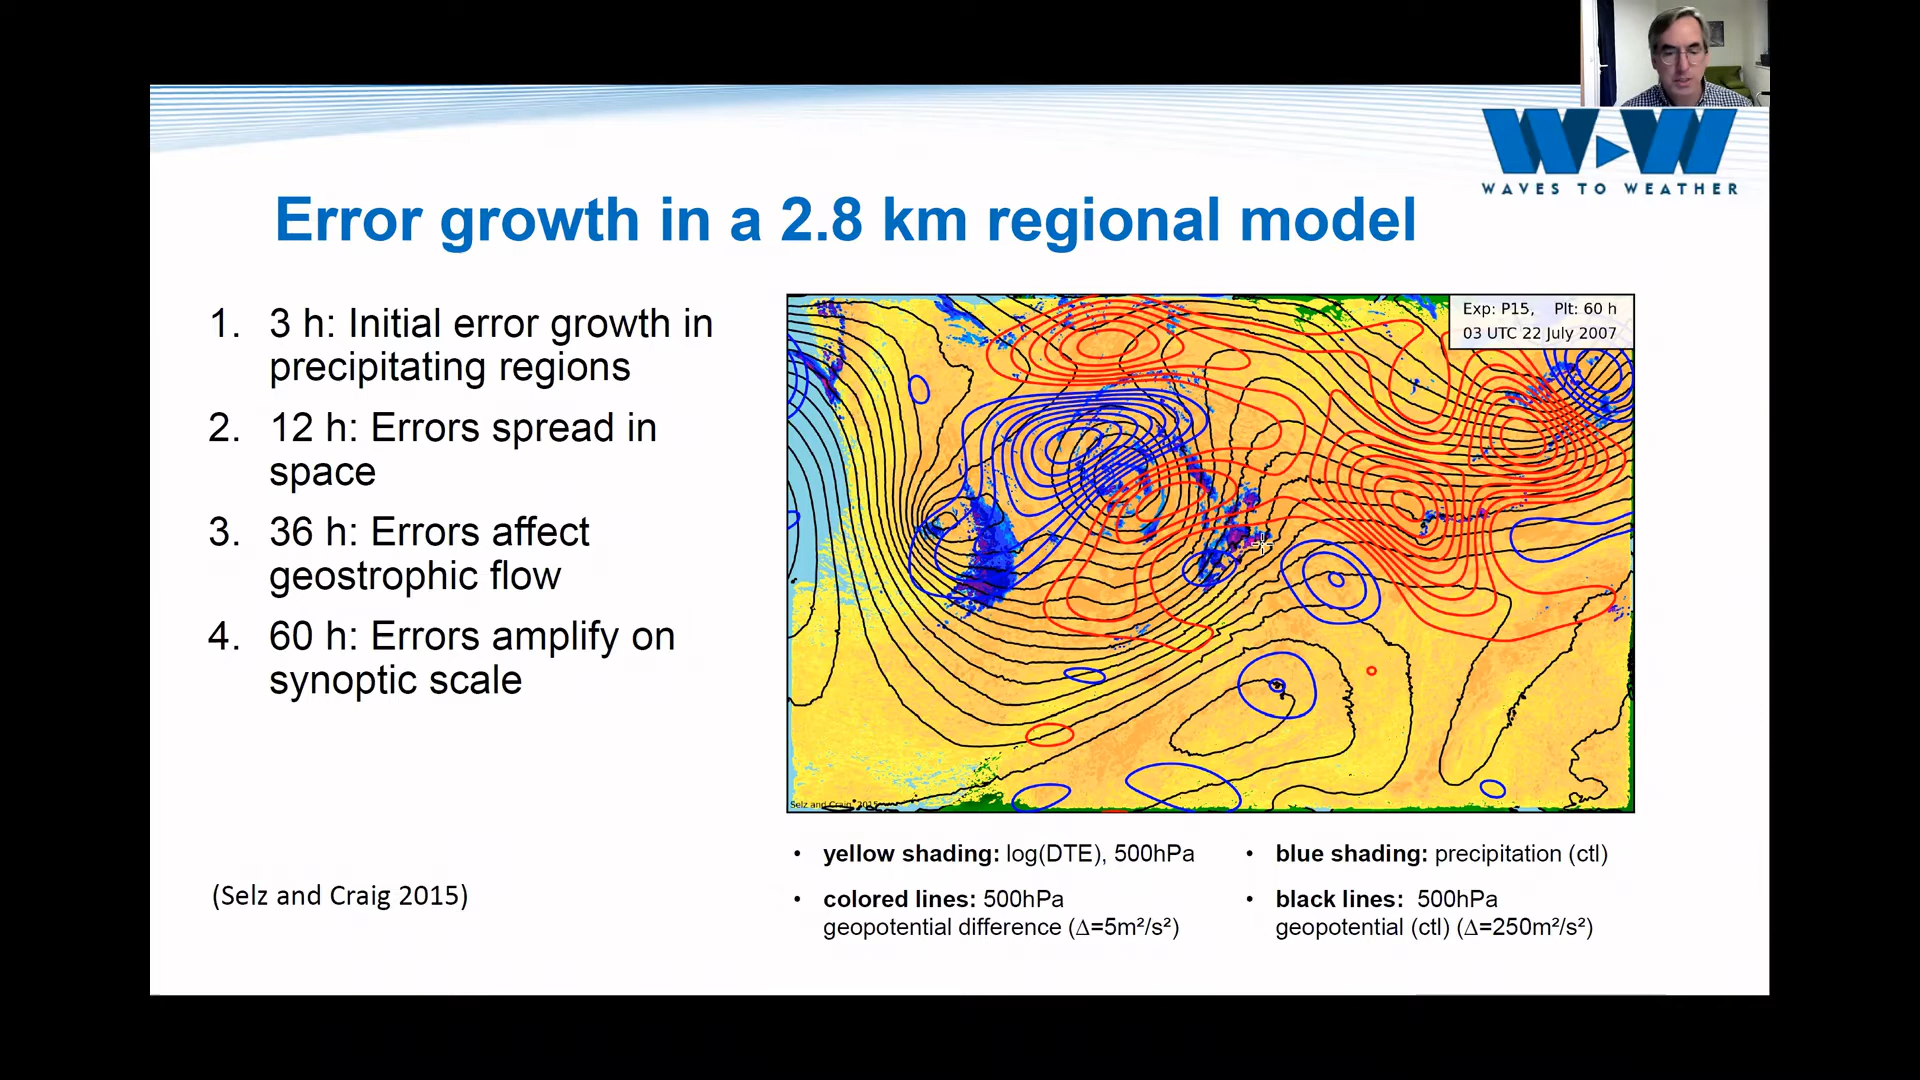 WAVES TO WEATHER
Error growth in a 2.8 km regional model
1. 3 h: Initial error growth in
precipitating regions
2. 12 h: Errors spread in
space
3. 36 h: Errors affect
geostrophic flow
4. 60 h: Errors amplify on
synoptic scale
(Selz and Craig 2015)
Exp: P15, Plt: 60 h
03 UTC 22 July 2007
Selz and Craig, 2015
• yellow shading: log(DTE), 500hPa
• colored lines: 500hPa
geopotential difference (Δ=5m²/s²)
• blue shading: precipitation (ctl)
• black lines: 500hPa
geopotential (ctl) (Δ=250m²/s²)